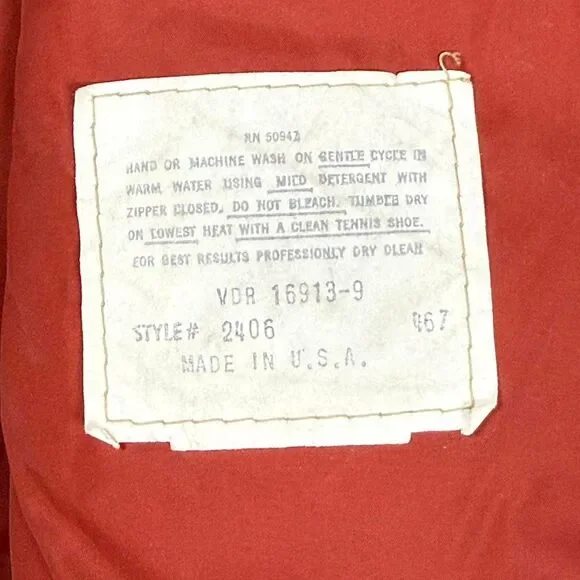 RN 50942
HAND OR MACHINE WASH ON GENTLE CYCLE IN
WARM WATER USING MILD DETERGENT WITH
ZIPPER CLOSED. DO NOT BLEACH. TUMBLE DRY
ON LOWEST HEAT WITH A CLEAN TENNIS SHOE.
FOR BEST RESULTS PROFESSIONLY DRY CLEAN
VDR 16913-9
STYLE# 2406 467
MADE IN U.S.A.